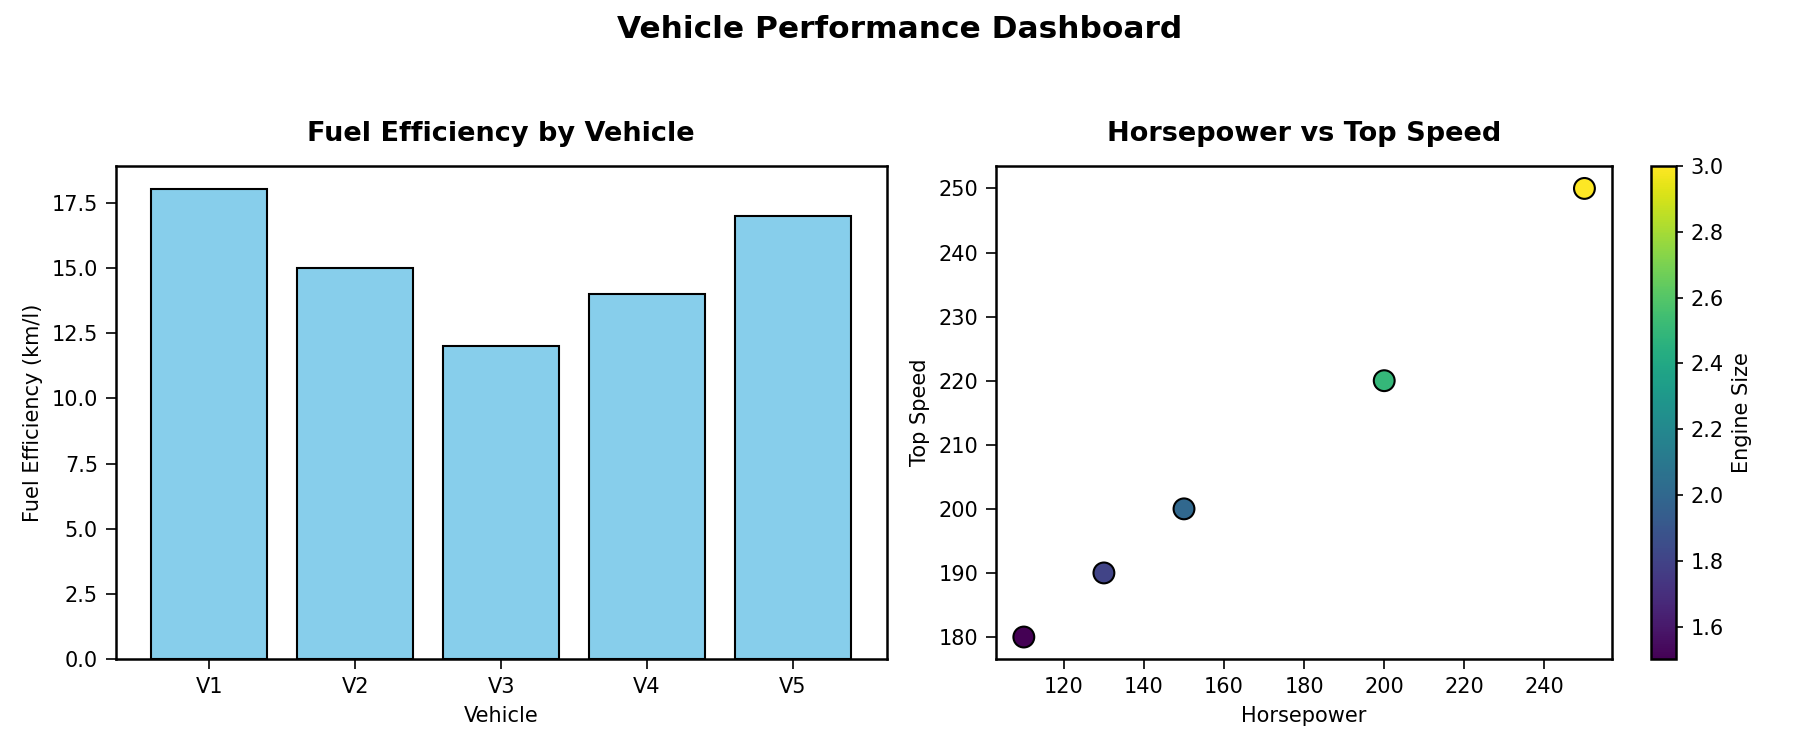 Vehicle Performance Dashboard
Fuel Efficiency by Vehicle
Fuel Efficiency (km/l)
17.5
15.0
12.5
10.0
7.5
5.0
2.5
0.0
V1 V2 V3 V4 V5
Vehicle
Horsepower vs Top Speed
Top Speed
250
240
230
220
210
200
190
180
120 140 160 180 200 220 240
Horsepower
3.0
2.8
2.6
2.4
2.2
2.0
1.8
1.6
Engine Size